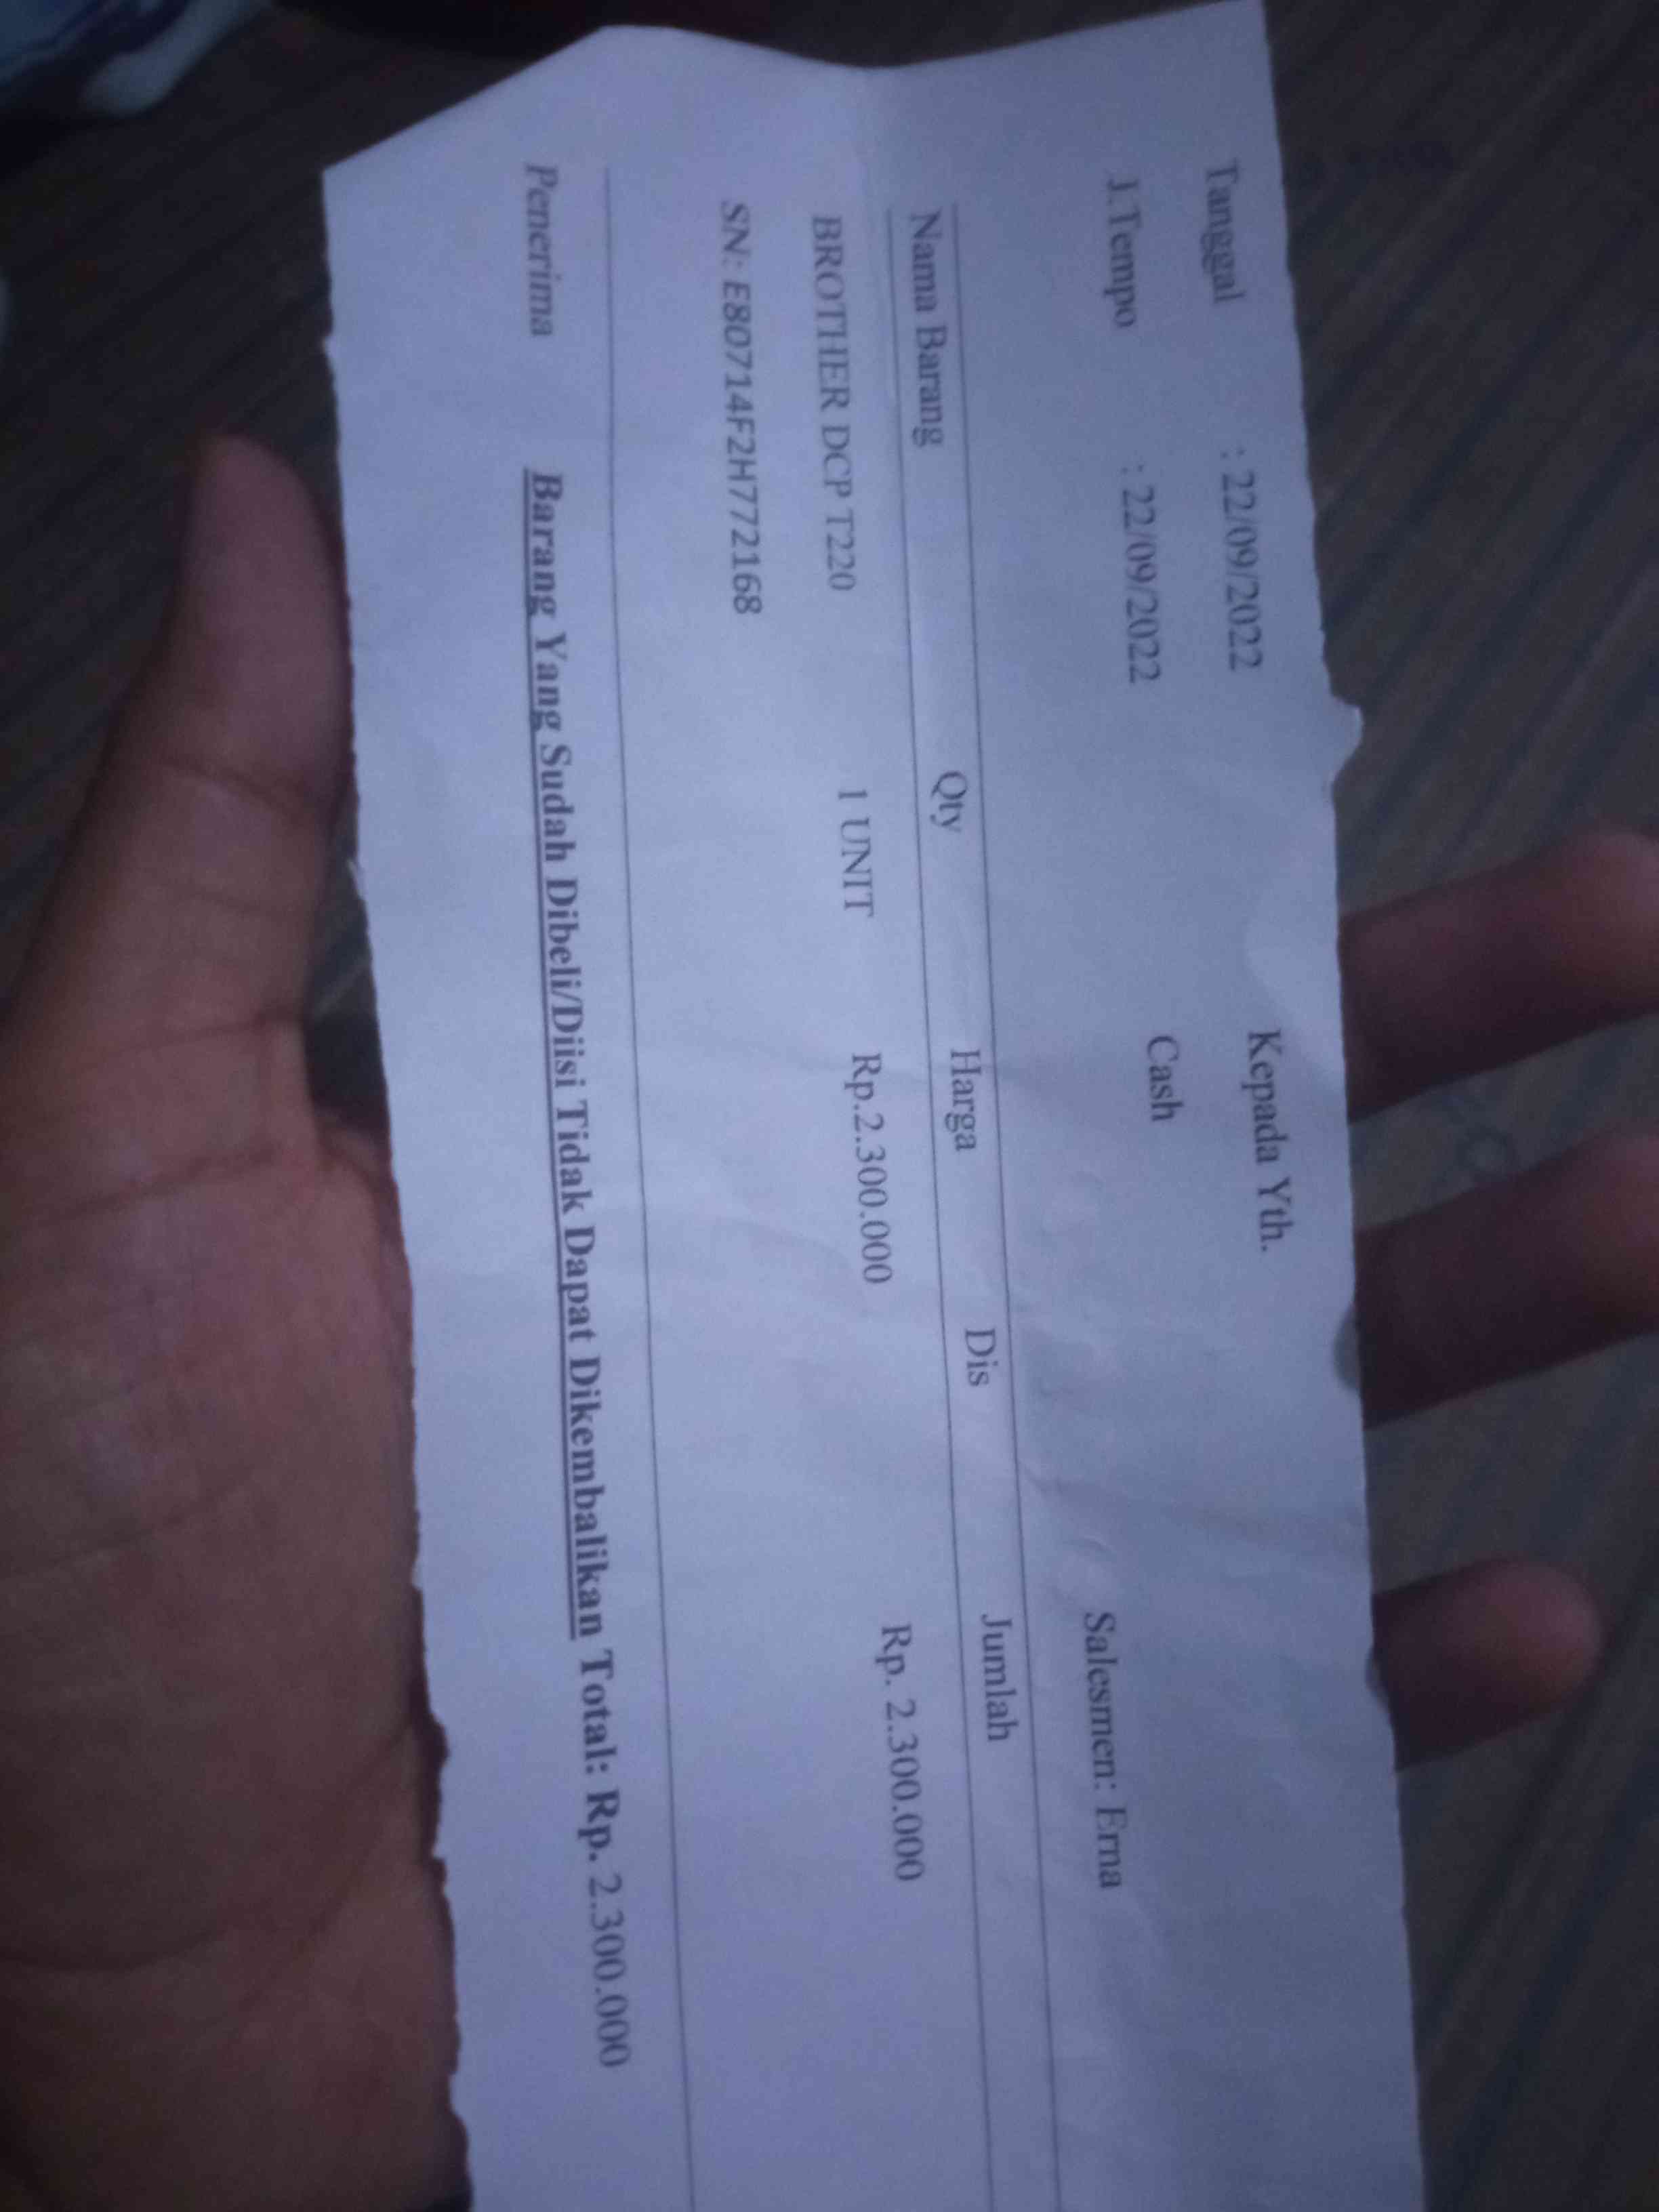 Tanggal : 22/09/2022 Kepada Yth.
J.Tempo : 22/09/2022 Cash Salesmen: Erna
Nama Barang Qty Harga Dis Jumlah
BROTHER DCP T220 1 UNIT Rp.2.300.000 Rp. 2.300.000
SN: E80714F2H772168
Penerima Barang Yang Sudah Dibeli/Diisi Tidak Dapat Dikembalikan Total: Rp. 2.300.000